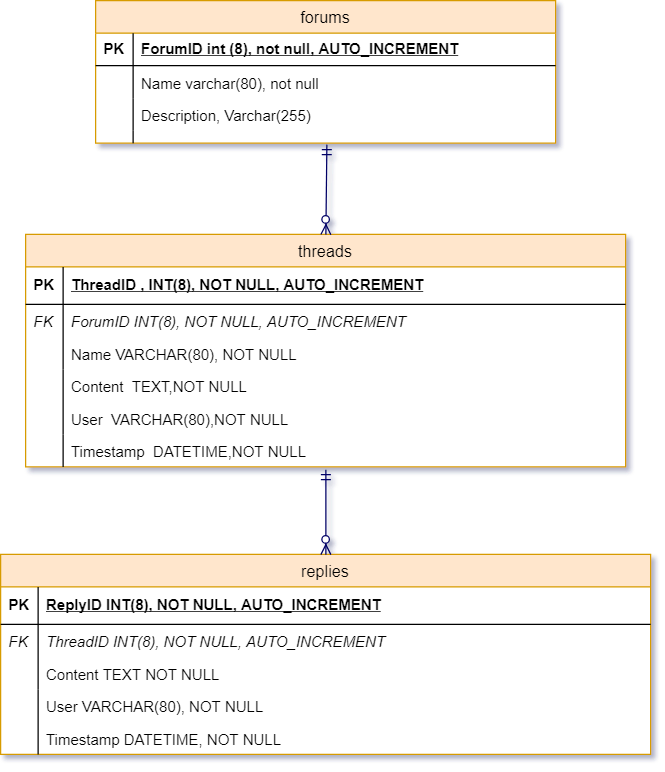 forums
PK ForumID int (8), not null, AUTO_INCREMENT
Name varchar(80), not null
Description, Varchar(255)
threads
PK ThreadID , INT(8), NOT NULL, AUTO_INCREMENT
FK ForumID INT(8), NOT NULL, AUTO_INCREMENT
Name VARCHAR(80), NOT NULL
Content  TEXT,NOT NULL
User  VARCHAR(80),NOT NULL
Timestamp  DATETIME,NOT NULL
replies
PK ReplyID INT(8), NOT NULL, AUTO_INCREMENT
FK ThreadID INT(8), NOT NULL, AUTO_INCREMENT
Content TEXT NOT NULL
User VARCHAR(80), NOT NULL
Timestamp DATETIME, NOT NULL